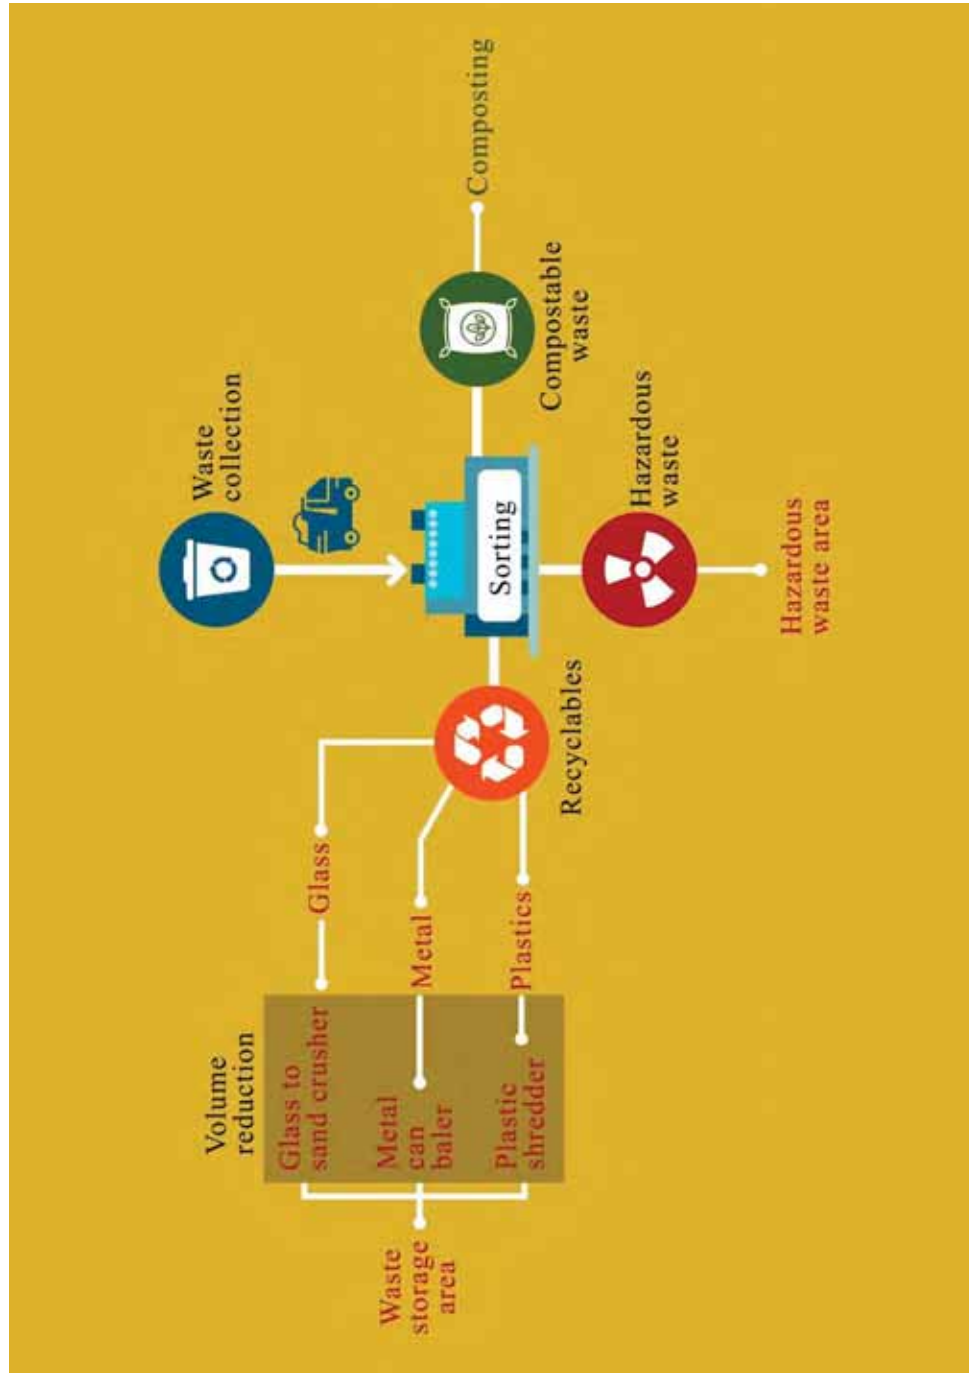 Waste
collection
Volume
reduction
Glass to
sand crusher
Glass
Metal
can
baler
Metal
Waste
storage
area
Plastic
shredder
Plastics
Recyclables
Sorting
Compostable
waste
Composting
Hazardous
waste
Hazardous
waste area